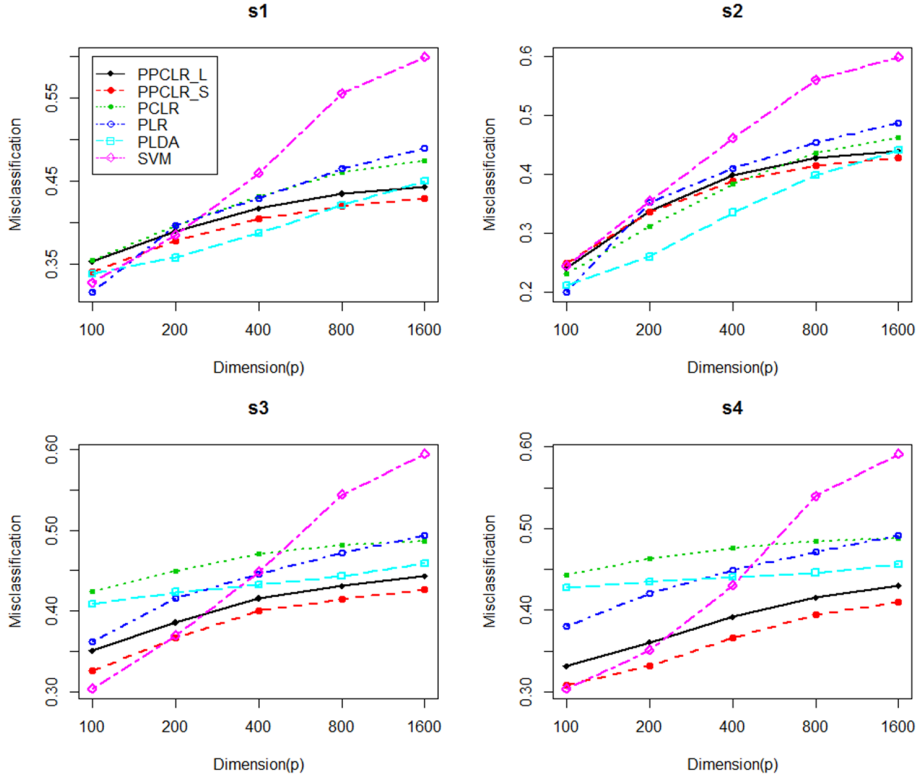 s1
s2
Misclassification
0.35
0.45
0.55
PPCLR_L
PPCLR_S
PCLR
PLR
PLDA
SVM
100 200 400 800 1600
Dimension(p)
Misclassification
0.2
0.3
0.4
0.5
0.6
100 200 400 800 1600
Dimension(p)
s3
s4
Misclassification
0.30
0.40
0.50
0.60
100 200 400 800 1600
Dimension(p)
Misclassification
0.30
0.40
0.50
0.60
100 200 400 800 1600
Dimension(p)